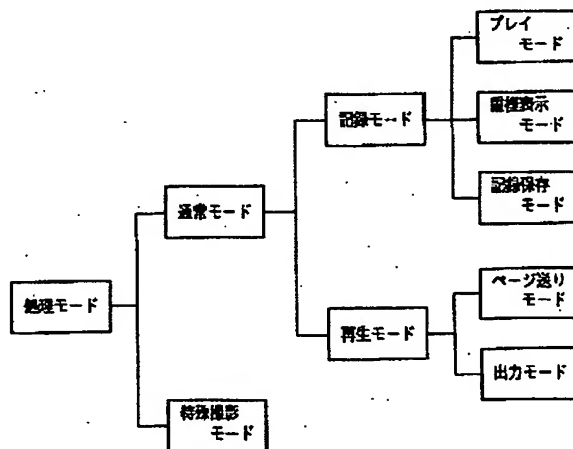 プレイ
モード
重複表示
モード
記録モード
記録保存
モード
通常モード
処理モード
ページ送り
モード
再生モード
出力モード
特殊撮影
モード